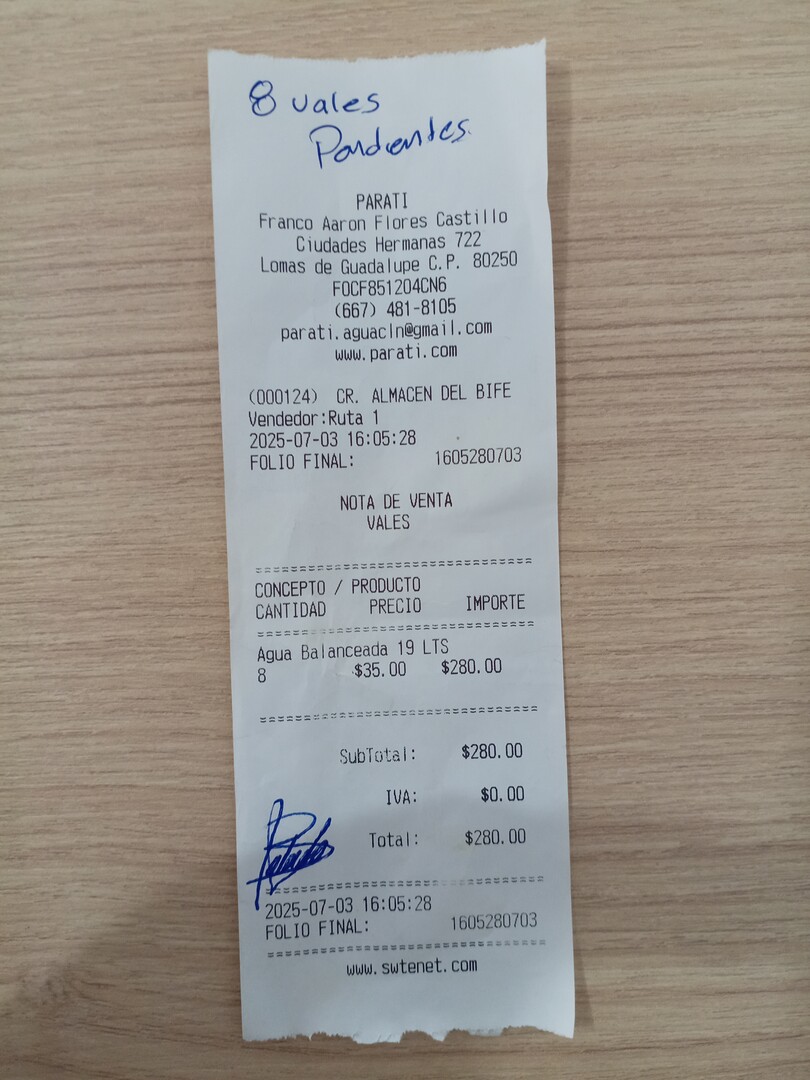 8 vales
Pendientes
PARATI
Franco Aaron Flores Castillo
Ciudades Hermanas 722
Lomas de Guadalupe C.P. 80250
FOCF851204CN6
(667) 481-8105
parati.aguacln@gmail.com
www.parati.com
(000124) CR. ALMACEN DEL BIFE
Vendedor:Ruta 1
2025-07-03 16:05:28
FOLIO FINAL: 1605280703
NOTA DE VENTA
VALES
================================
CONCEPTO / PRODUCTO
CANTIDAD PRECIO IMPORTE
================================
Agua Balanceada 19 LTS
8 $35.00 $280.00
================================
SubTotal: $280.00
IVA: $0.00
Total: $280.00
================================
2025-07-03 16:05:28
FOLIO FINAL: 1605280703
================================
www.swtenet.com